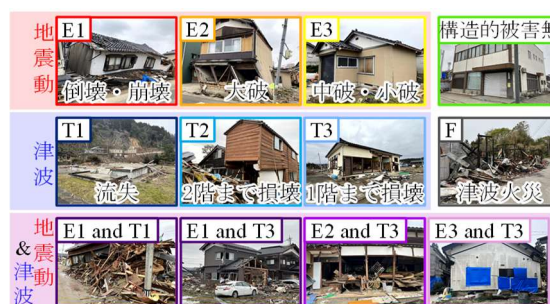 地震動
E1
倒壊・崩壊
E2
大破
E3
中破・小破
構造的被害無
津波
T1
流失
T2
2階まで損壊
T3
1階まで損壊
F
津波火災
地震動
&
津波
E1 and T1
E1 and T3
E2 and T3
E3 and T3